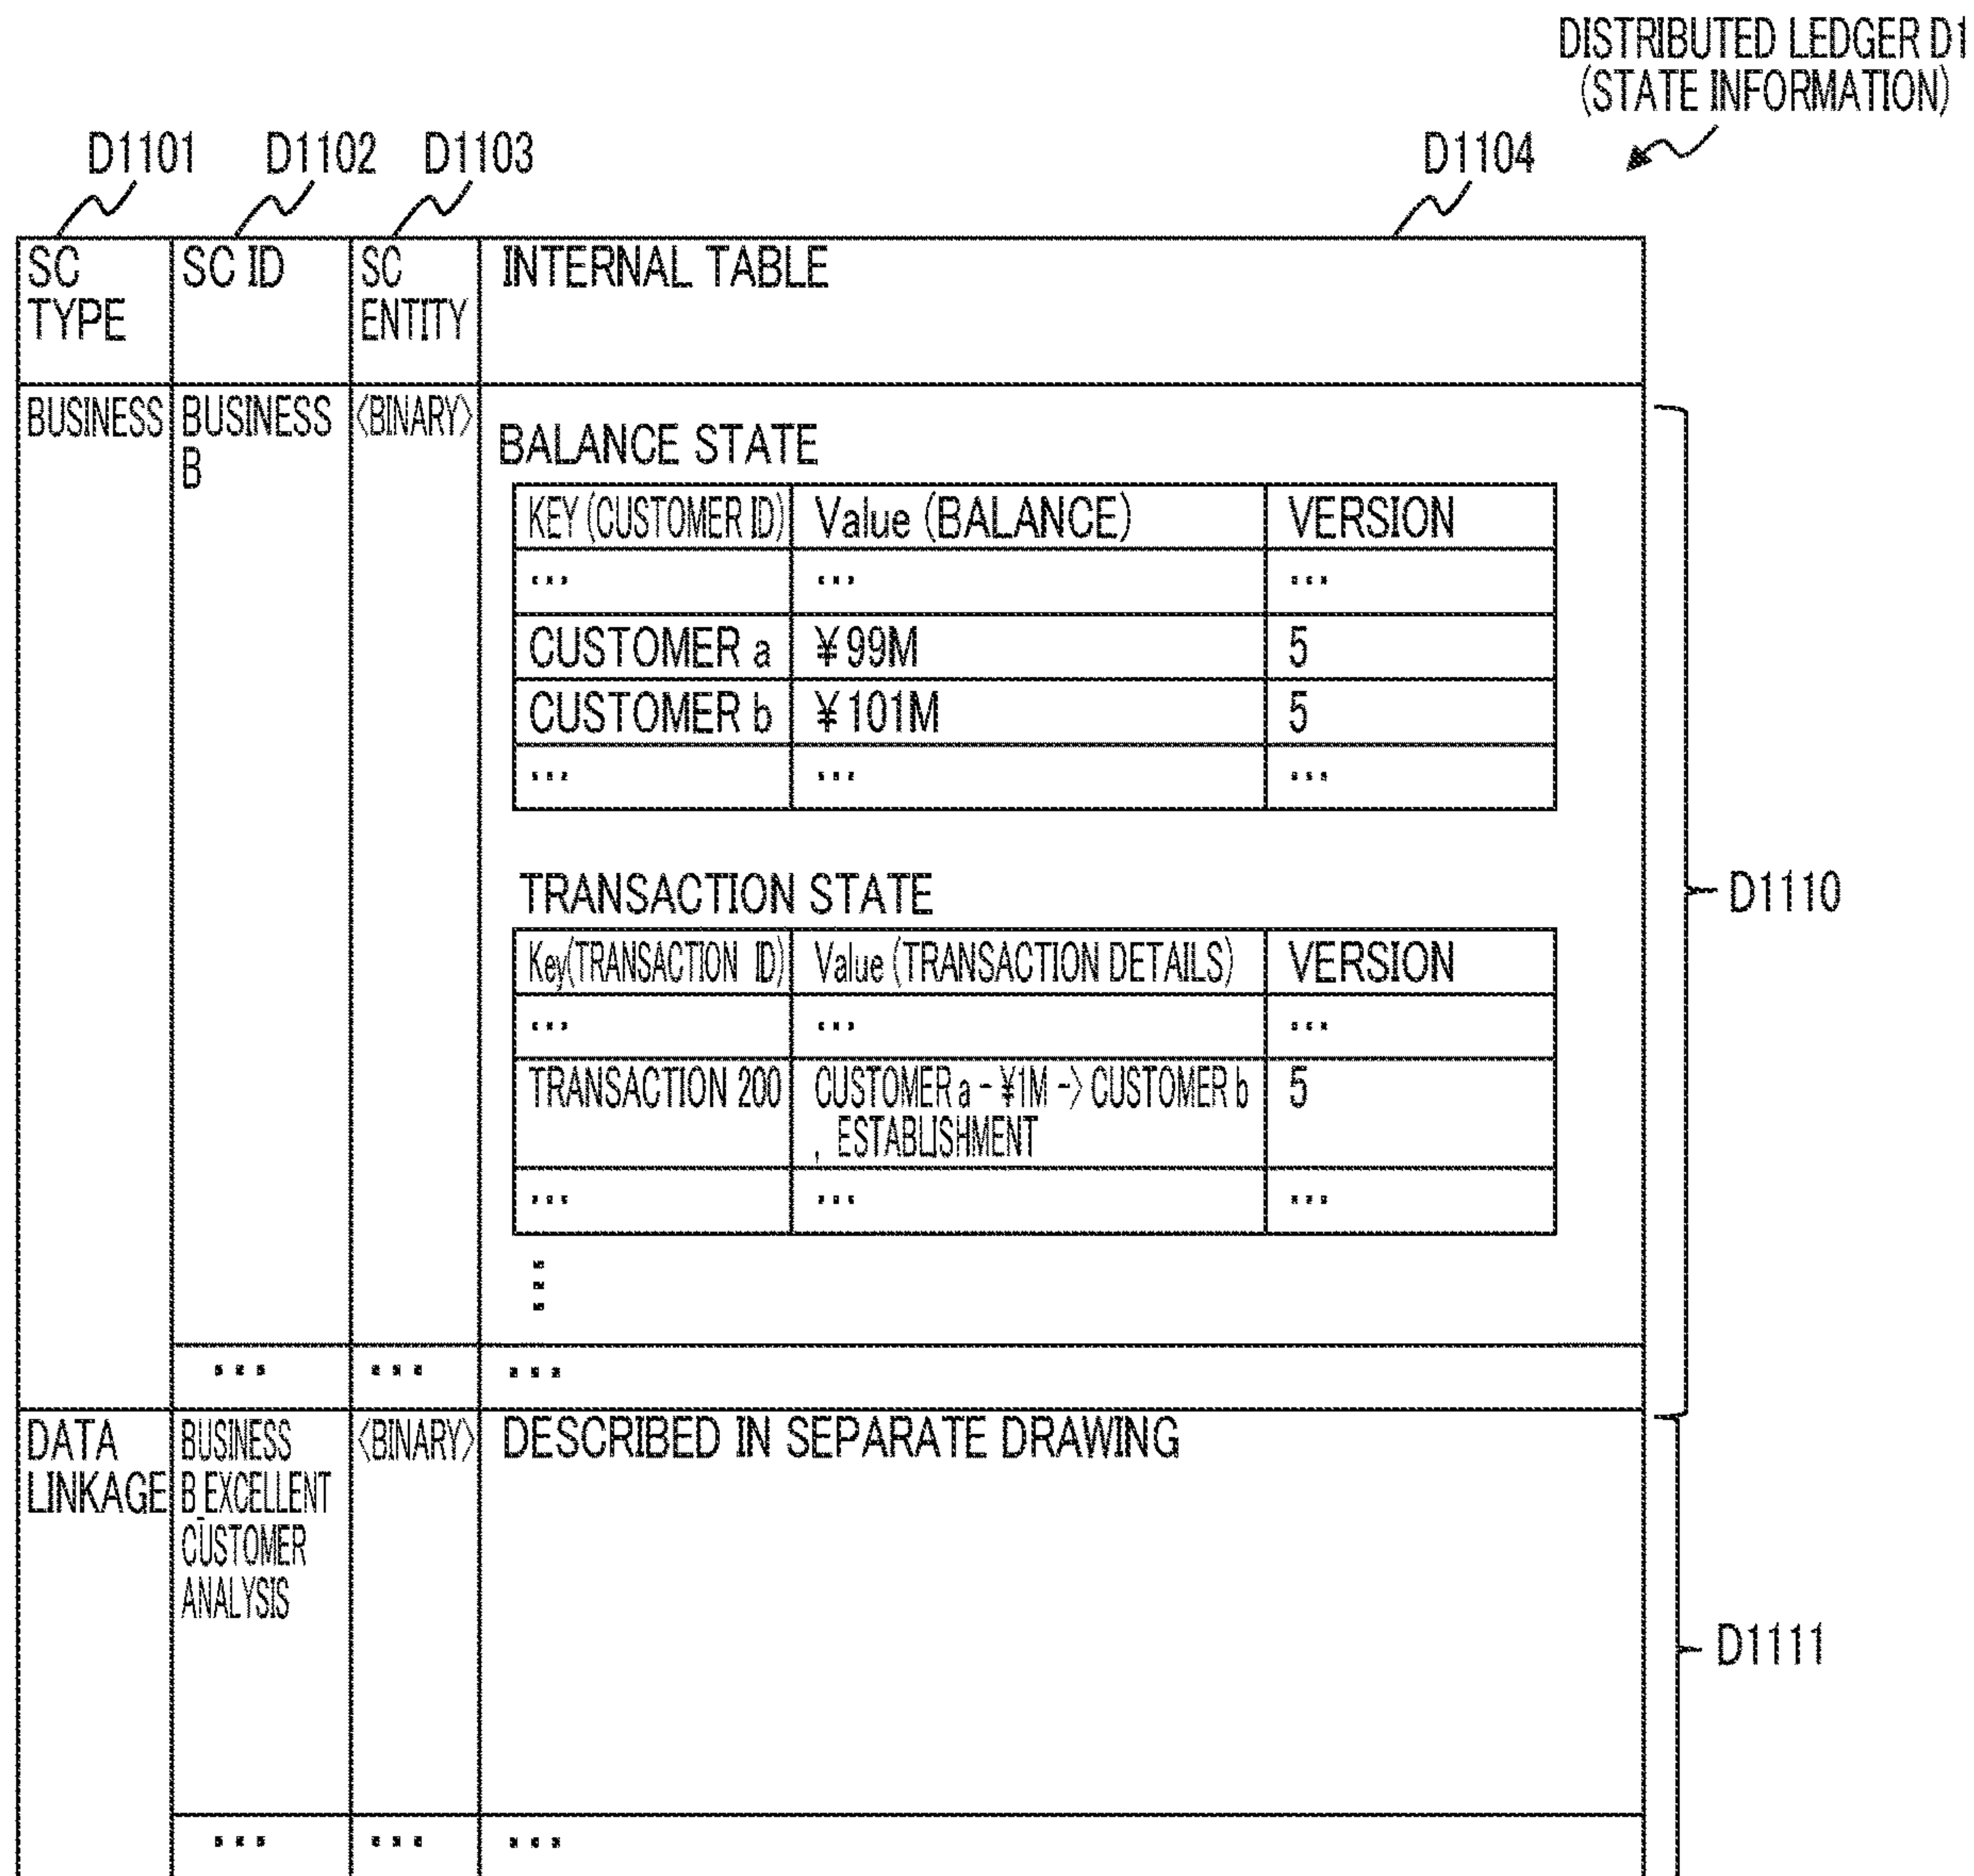 DISTRIBUTED LEDGER D1
(STATE INFORMATION)
D1101
D1102
D1103
D1104
SC
TYPE
SC ID
SC
ENTITY
INTERNAL TABLE
BUSINESS
BUSINESS
B
<BINARY>
BALANCE STATE
KEY (CUSTOMER ID)
Value (BALANCE)
VERSION
...
...
...
CUSTOMER a
¥99M
5
CUSTOMER b
¥101M
5
...
...
...
TRANSACTION STATE
Key(TRANSACTION ID)
Value (TRANSACTION DETAILS)
VERSION
...
...
...
TRANSACTION 200
CUSTOMER a - ¥1M -> CUSTOMER b
, ESTABLISHMENT
5
...
...
...
...
D1110
...
...
...
DATA
LINKAGE
BUSINESS
B_EXCELLENT
CUSTOMER
ANALYSIS
<BINARY>
DESCRIBED IN SEPARATE DRAWING
D1111
...
...
...